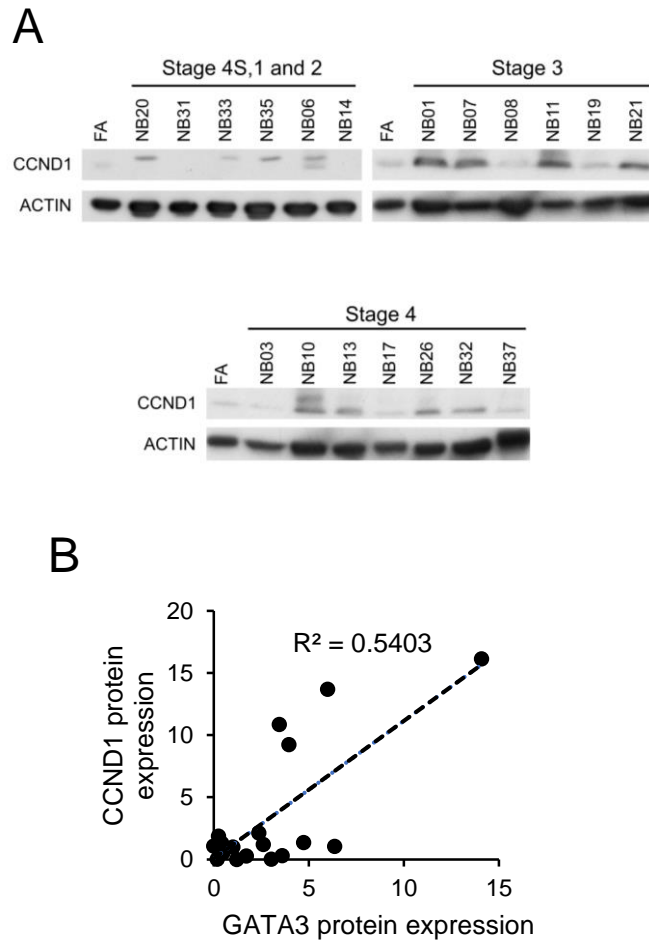 A
Stage 4S,1 and 2
Stage 3
FA NB20 NB31 NB33 NB35 NB06 NB14
FA NB01 NB07 NB08 NB11 NB19 NB21
CCND1
ACTIN
Stage 4
FA NB03 NB10 NB13 NB17 NB26 NB32 NB37
CCND1
ACTIN
B
CCND1 protein
expression
20
15
10
5
0
R² = 0.5403
0 5 10 15
GATA3 protein expression